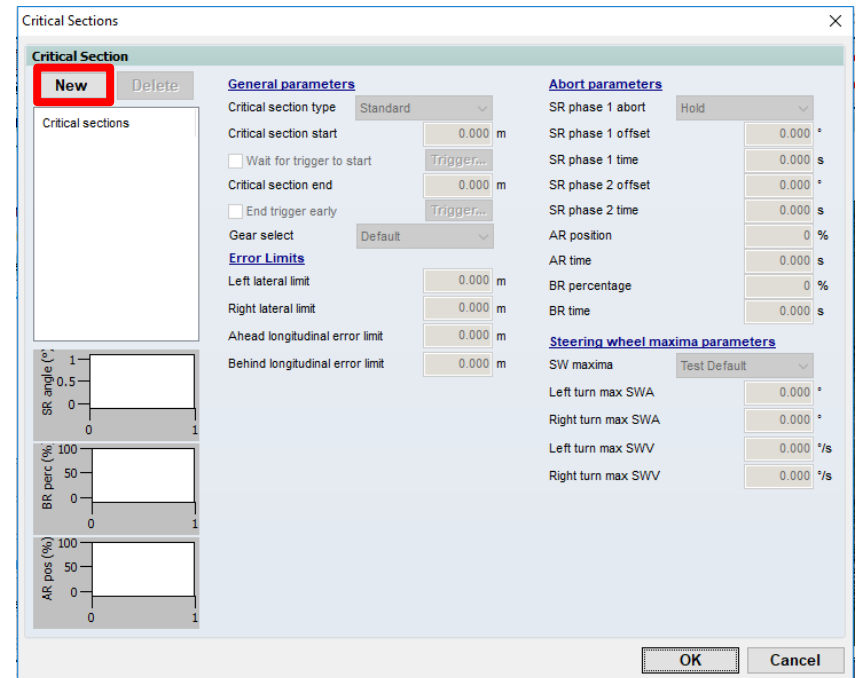 Critical Sections
Critical Section
New Delete
Critical sections
General parameters
Critical section type Standard
Critical section start 0.000 m
Wait for trigger to start Trigger...
Critical section end 0.000 m
End trigger early Trigger...
Gear select Default
Error Limits
Left lateral limit 0.000 m
Right lateral limit 0.000 m
Ahead longitudinal error limit 0.000 m
Behind longitudinal error limit 0.000 m
Abort parameters
SR phase 1 abort Hold
SR phase 1 offset 0.000 °
SR phase 1 time 0.000 s
SR phase 2 offset 0.000 °
SR phase 2 time 0.000 s
AR position 0 %
AR time 0.000 s
BR percentage 0 %
BR time 0.000 s
Steering wheel maxima parameters
SW maxima Test Default
Left turn max SWA 0.000 °
Right turn max SWA 0.000 °
Left turn max SWV 0.000 °/s
Right turn max SWV 0.000 °/s
SR angle (°)
1
0.5
0
0 1
BR perc (%)
100
50
0
0 1
AR pos (%)
100
50
0
0 1
OK Cancel